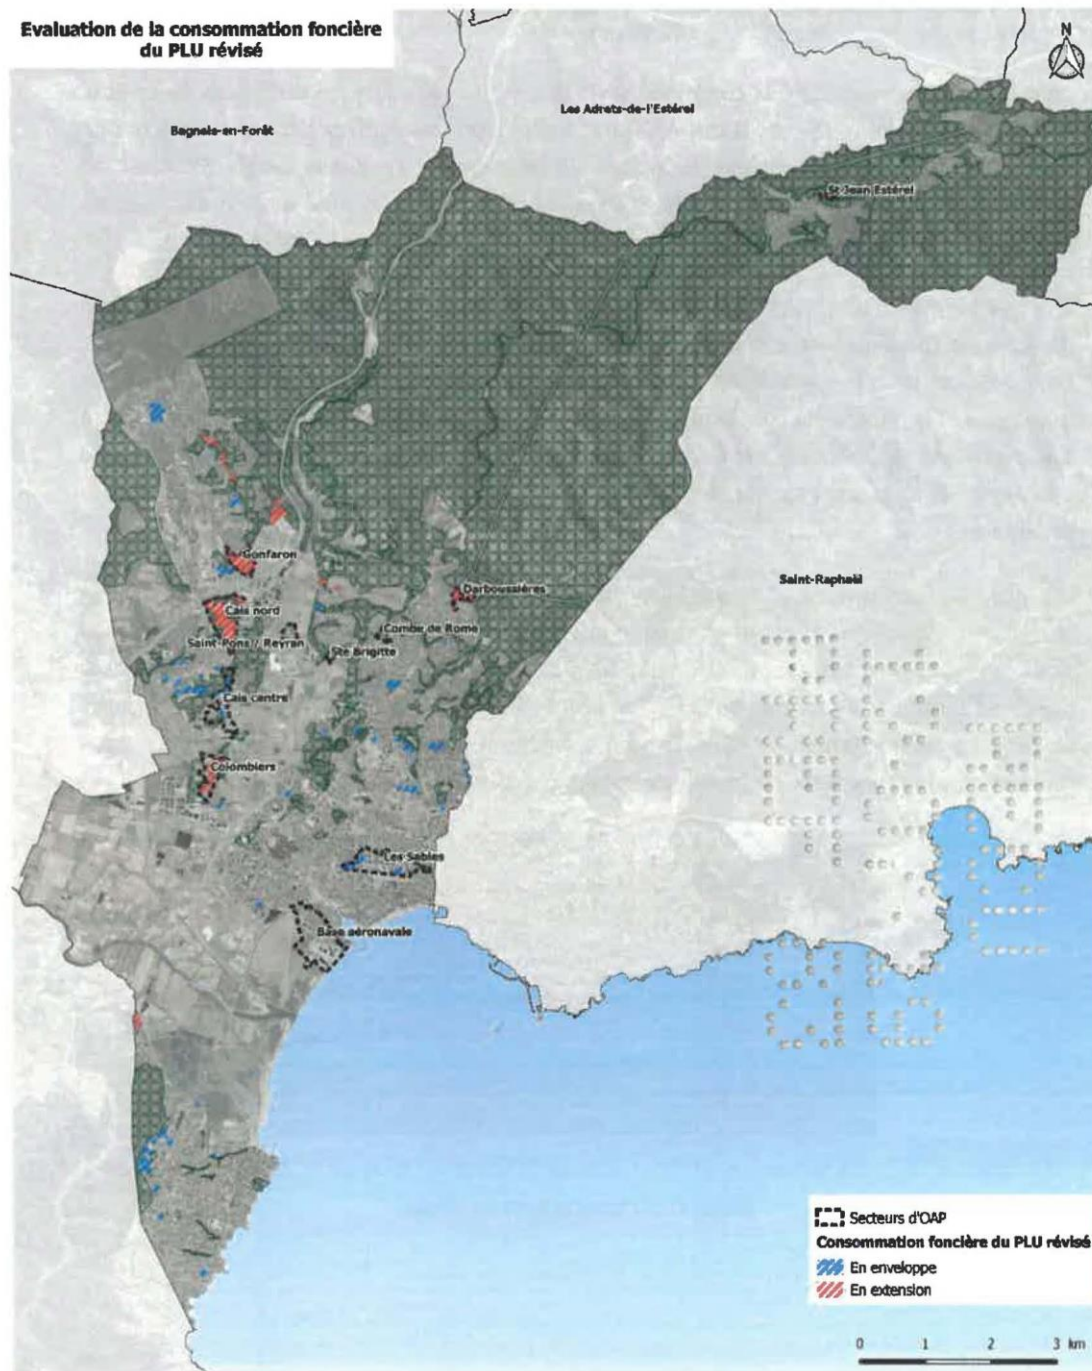 Evaluation de la consommation foncière
du PLU révisé
N
Les Adrets-de-l'Estérel
Bagnols-en-Forêt
St Jean Estérel
Gonfaron
Saint-Raphaël
Darboussières
Cais nord
Combe de Rome
Saint-Pons / Reyran
Ste Brigitte
Cais centre
Colombiers
Les Sables
Base aéronavale
Secteurs d'OAP
Consommation foncière du PLU révisé
En enveloppe
En extension
0 1 2 3 km